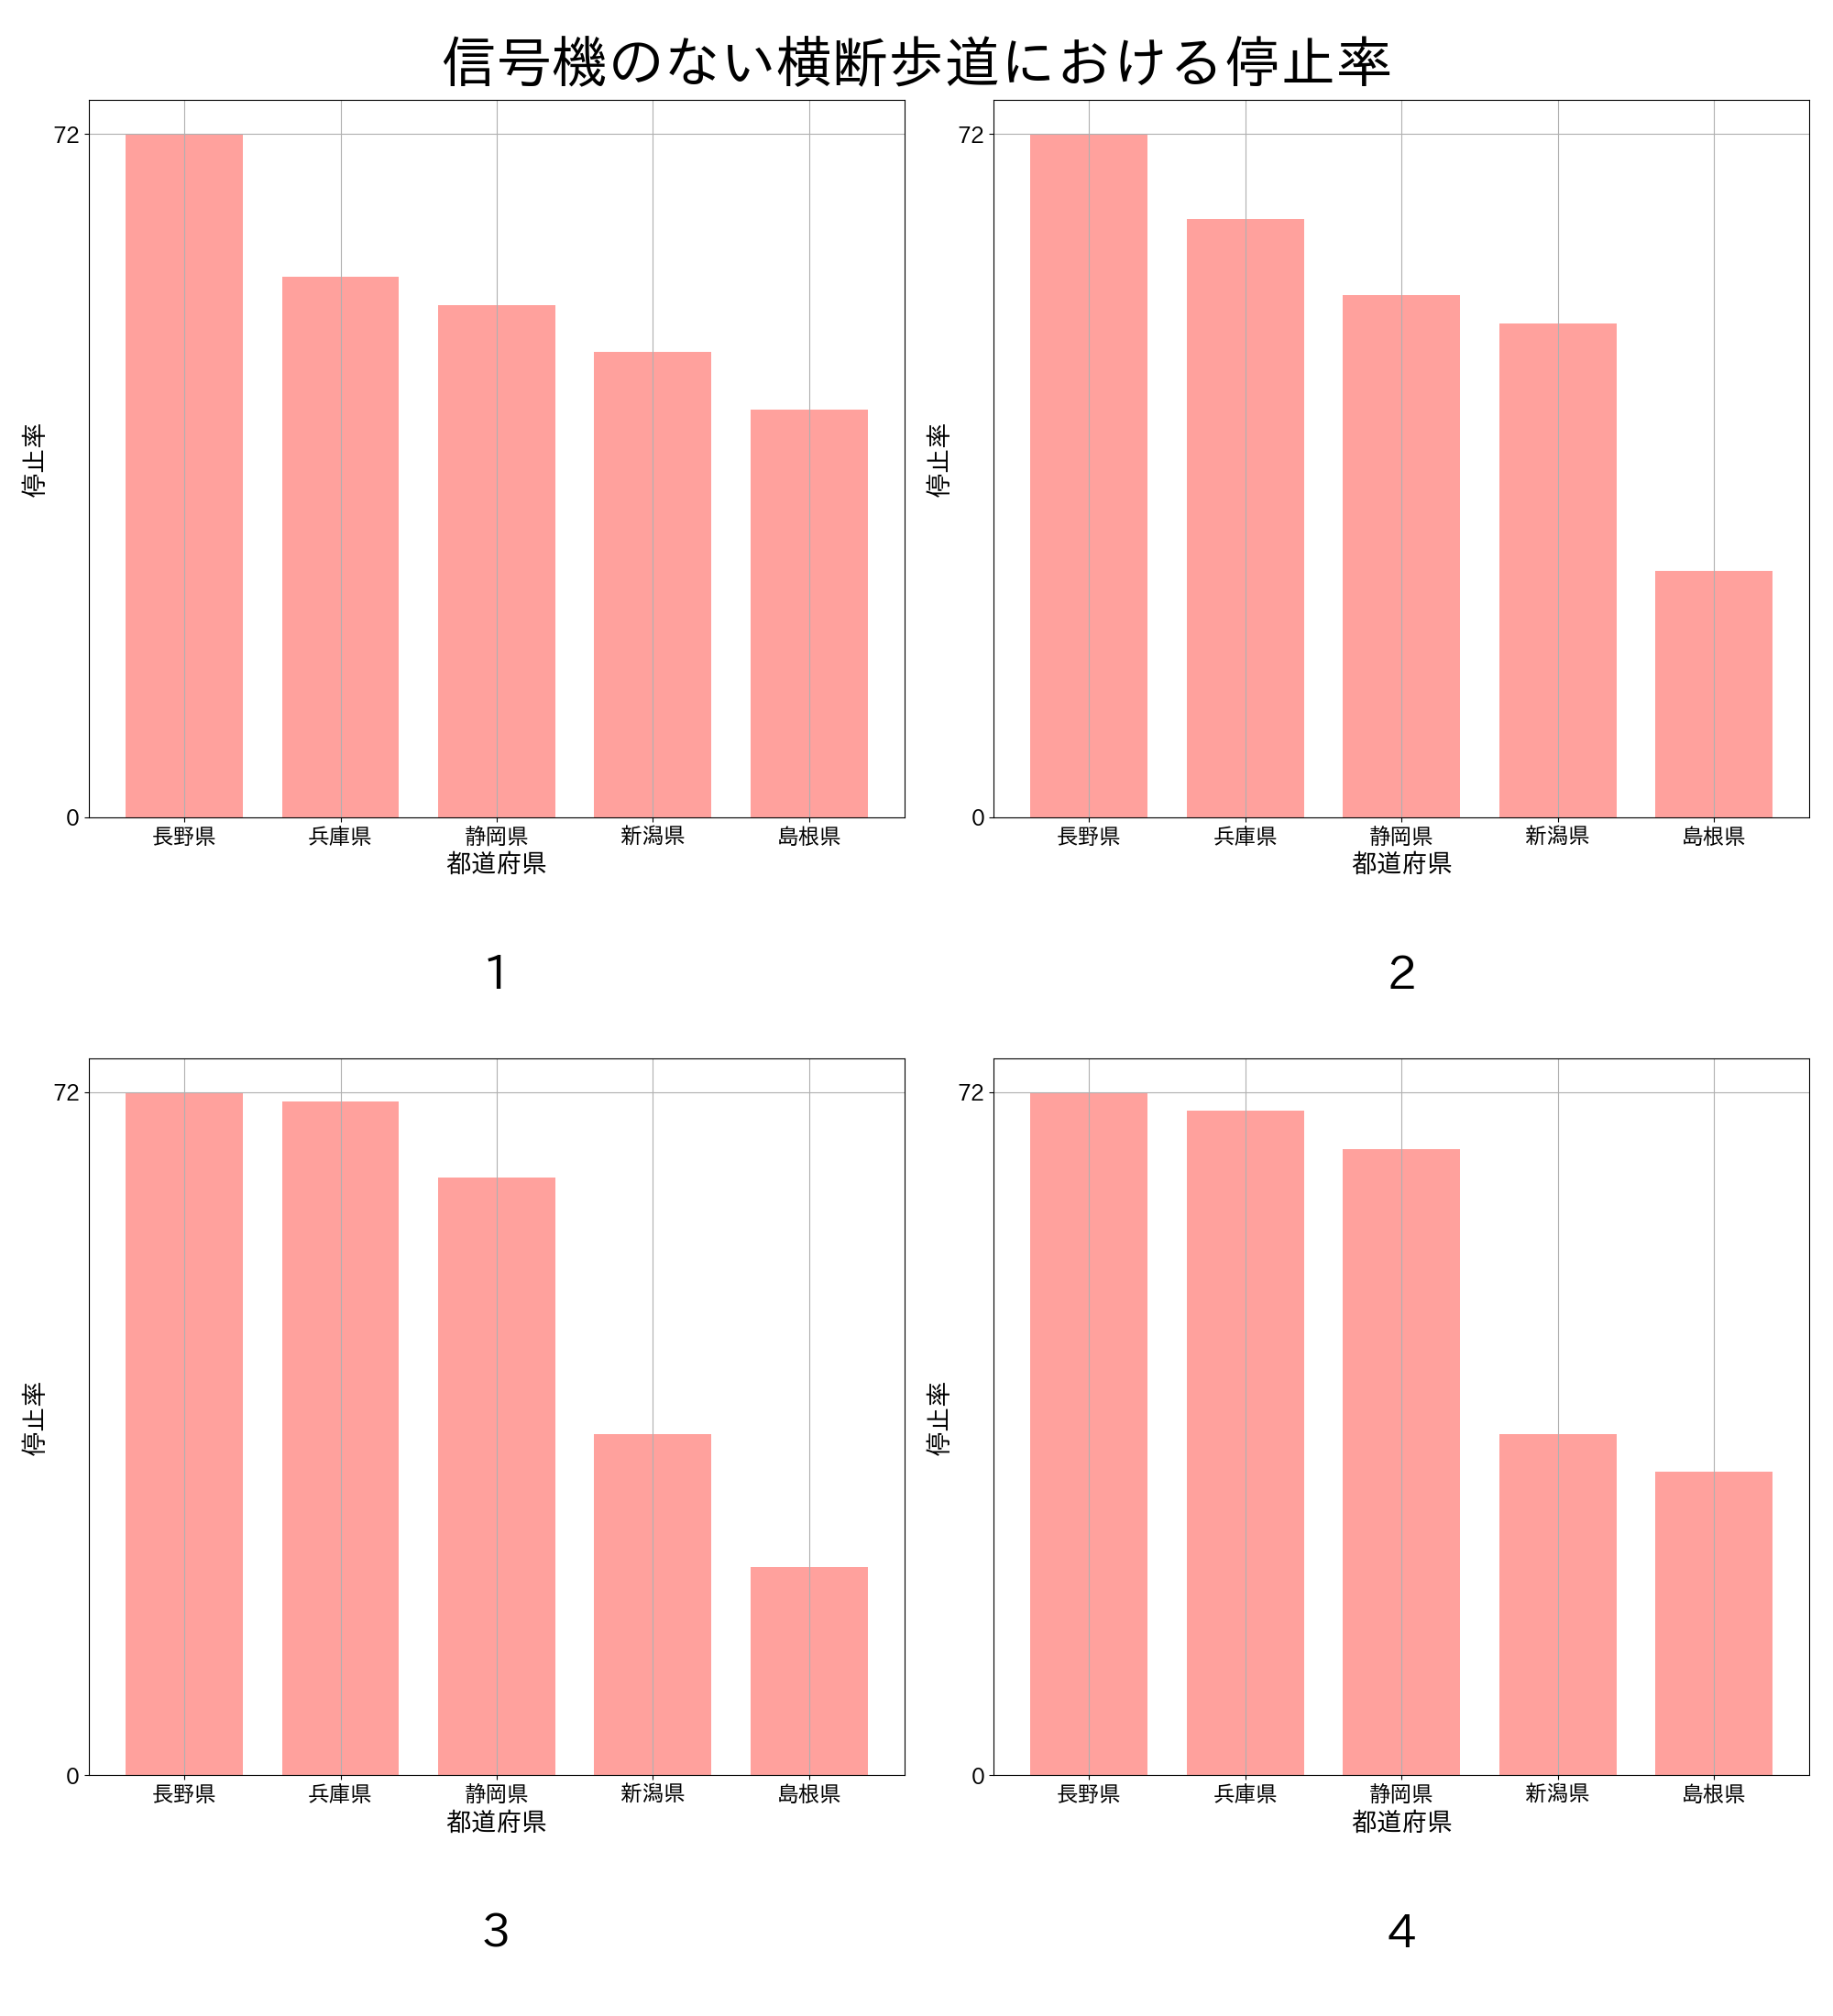 信号機のない横断歩道における停止率
72
停止率
0
長野県 兵庫県 静岡県 新潟県 島根県
都道府県
1
72
停止率
0
長野県 兵庫県 静岡県 新潟県 島根県
都道府県
2
72
停止率
0
長野県 兵庫県 静岡県 新潟県 島根県
都道府県
3
72
停止率
0
長野県 兵庫県 静岡県 新潟県 島根県
都道府県
4